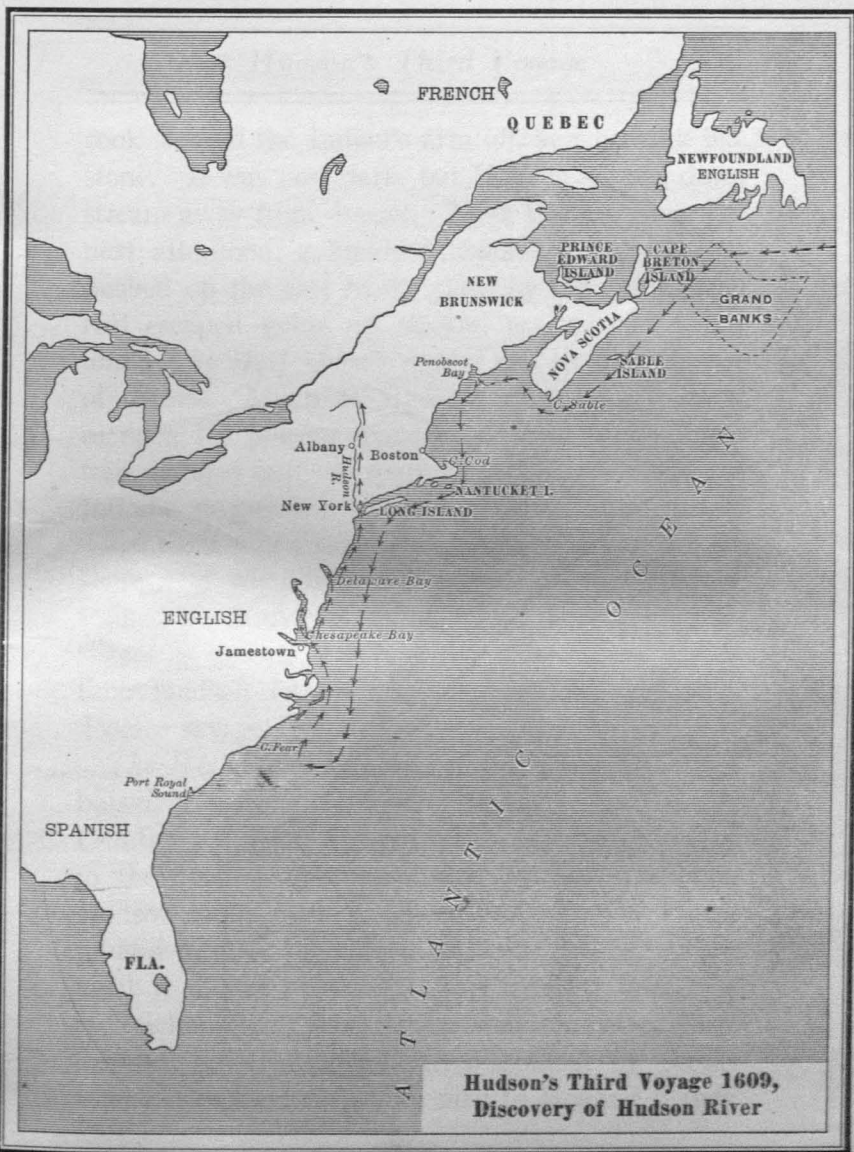 FRENCH
QUEBEC
NEWFOUNDLAND
ENGLISH
PRINCE
EDWARD
ISLAND
CAPE
BRETON
ISLAND
NEW
BRUNSWICK
GRAND
BANKS
NOVA SCOTIA
Penobscot
Bay
SABLE
ISLAND
C. Sable
Albany
Hudson
R.
Boston
C. Cod
NANTUCKET I.
New York
LONG ISLAND
Delaware Bay
ENGLISH
Chesapeake Bay
Jamestown
C. Fear
Port Royal
Sound
SPANISH
FLA.
ATLANTIC OCEAN
Hudson's Third Voyage 1609,
Discovery of Hudson River